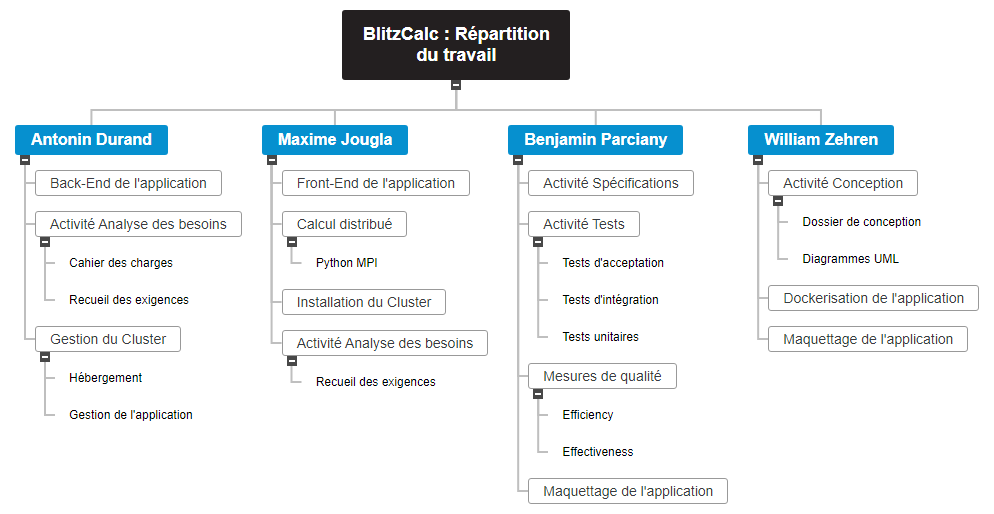 BlitzCalc : Répartition
du travail
Antonin Durand
Back-End de l'application
Activité Analyse des besoins
Cahier des charges
Recueil des exigences
Gestion du Cluster
Hébergement
Gestion de l'application
Maxime Jougla
Front-End de l'application
Calcul distribué
Python MPI
Installation du Cluster
Activité Analyse des besoins
Recueil des exigences
Benjamin Parciany
Activité Spécifications
Activité Tests
Tests d'acceptation
Tests d'intégration
Tests unitaires
Mesures de qualité
Efficiency
Effectiveness
Maquettage de l'application
William Zehren
Activité Conception
Dossier de conception
Diagrammes UML
Dockerisation de l'application
Maquettage de l'application